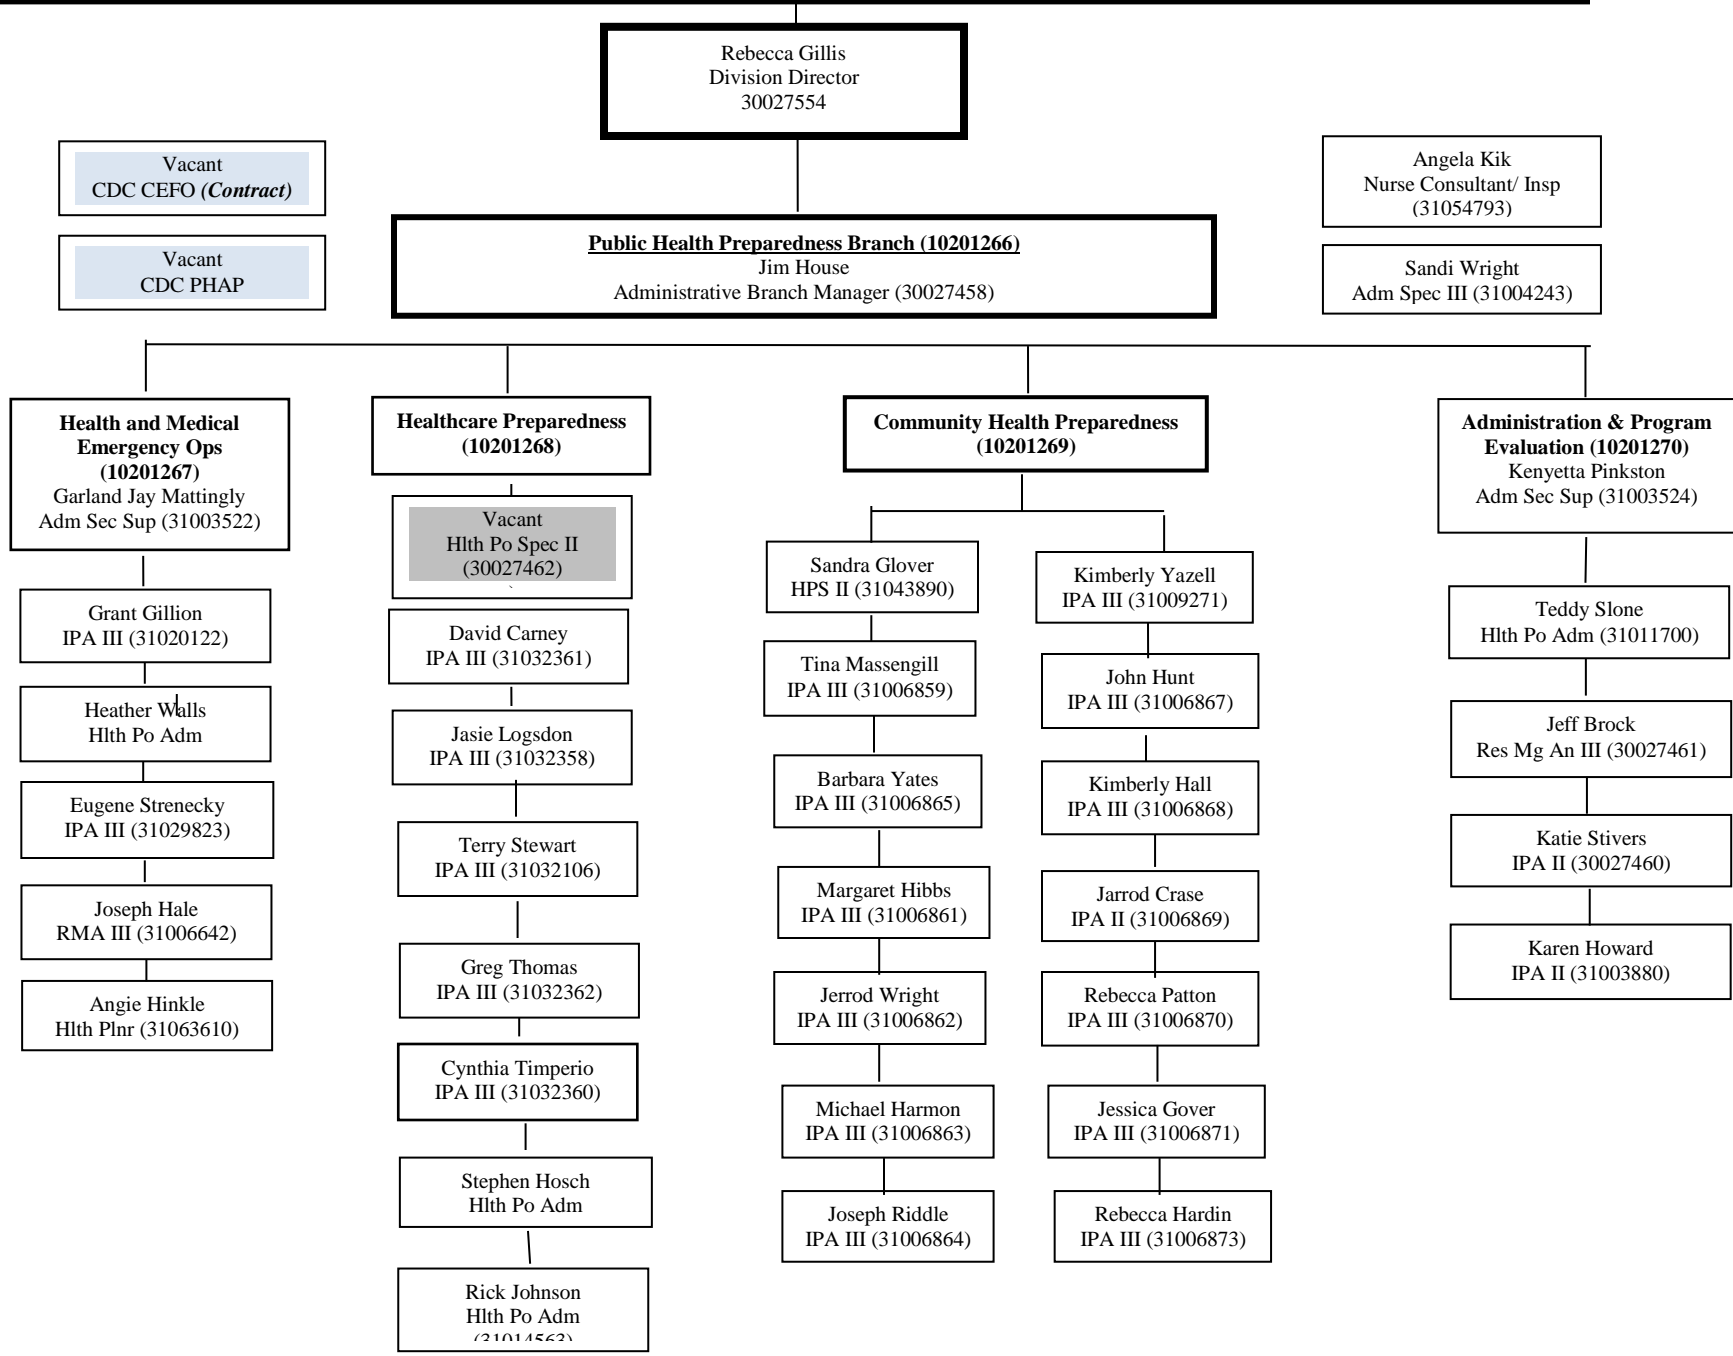 Rebecca Gillis
Division Director
30027554
Vacant
CDC CEFO (Contract)
Vacant
CDC PHAP
Public Health Preparedness Branch (10201266)
Jim House
Administrative Branch Manager (30027458)
Angela Kik
Nurse Consultant/ Insp
(31054793)
Sandi Wright
Adm Spec III (31004243)
Health and Medical
Emergency Ops
(10201267)
Garland Jay Mattingly
Adm Sec Sup (31003522)
Grant Gillion
IPA III (31020122)
Heather Walls
Hlth Po Adm
Eugene Strenecky
IPA III (31029823)
Joseph Hale
RMA III (31006642)
Angie Hinkle
Hlth Plnr (31063610)
Healthcare Preparedness
(10201268)
Vacant
Hlth Po Spec II
(30027462)
David Carney
IPA III (31032361)
Jasie Logsdon
IPA III (31032358)
Terry Stewart
IPA III (31032106)
Greg Thomas
IPA III (31032362)
Cynthia Timperio
IPA III (31032360)
Stephen Hosch
Hlth Po Adm
Rick Johnson
Hlth Po Adm
(31014563)
Community Health Preparedness
(10201269)
Sandra Glover
HPS II (31043890)
Tina Massengill
IPA III (31006859)
Barbara Yates
IPA III (31006865)
Margaret Hibbs
IPA III (31006861)
Jerrod Wright
IPA III (31006862)
Michael Harmon
IPA III (31006863)
Joseph Riddle
IPA III (31006864)
Kimberly Yazell
IPA III (31009271)
John Hunt
IPA III (31006867)
Kimberly Hall
IPA III (31006868)
Jarrod Crase
IPA II (31006869)
Rebecca Patton
IPA III (31006870)
Jessica Gover
IPA III (31006871)
Rebecca Hardin
IPA III (31006873)
Administration & Program
Evaluation (10201270)
Kenyetta Pinkston
Adm Sec Sup (31003524)
Teddy Slone
Hlth Po Adm (31011700)
Jeff Brock
Res Mg An III (30027461)
Katie Stivers
IPA II (30027460)
Karen Howard
IPA II (31003880)